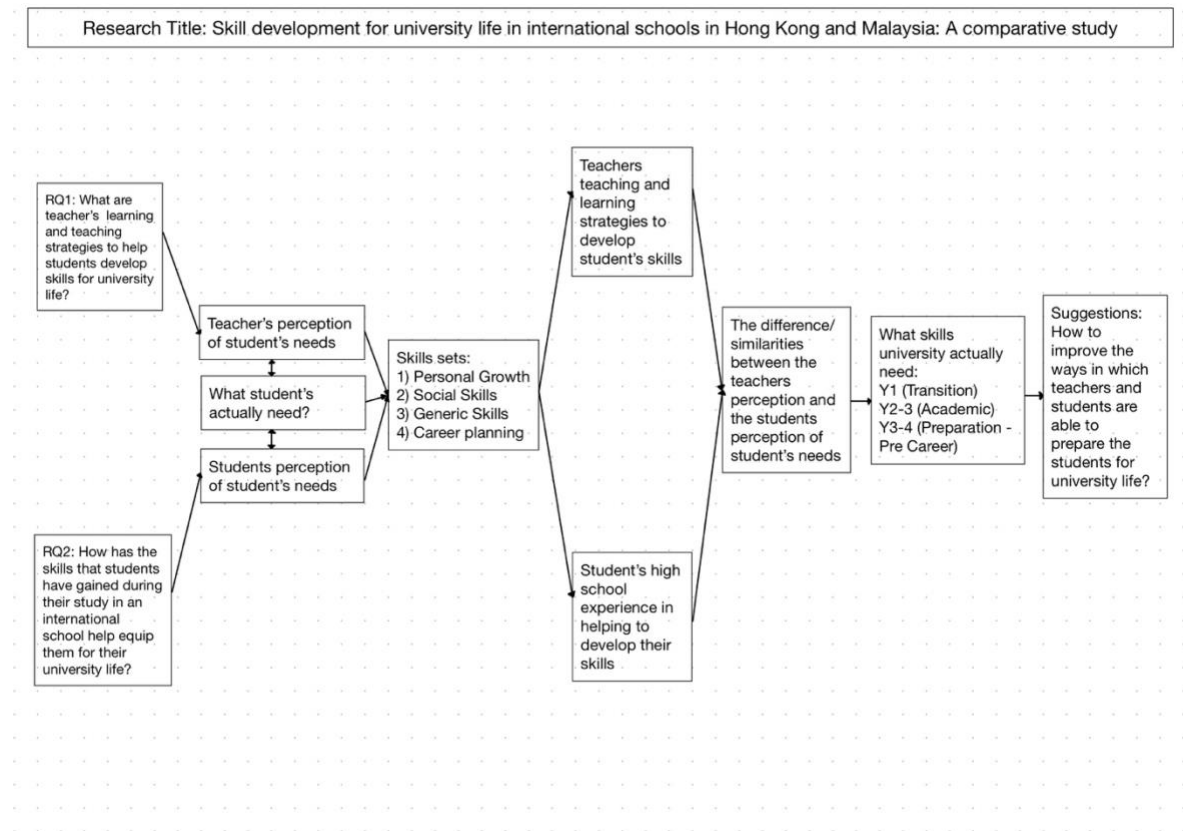 Research Title: Skill development for university life in international schools in Hong Kong and Malaysia: A comparative study
RQ1: What are
teacher's learning
and teaching
strategies to help
students develop
skills for university
life?
Teacher's perception
of student's needs
What student's
actually need?
Students perception
of student's needs
RQ2: How has the
skills that students
have gained during
their study in an
international
school help equip
them for their
university life?
Skills sets:
1) Personal Growth
2) Social Skills
3) Generic Skills
4) Career planning
Teachers
teaching and
learning
strategies to
develop
student's skills
Student's high
school
experience in
helping to
develop their
skills
The difference/
similarities
between the
teachers
perception and
the students
perception of
student's needs
What skills
university actually
need:
Y1 (Transition)
Y2-3 (Academic)
Y3-4 (Preparation -
Pre Career)
Suggestions:
How to
improve the
ways in which
teachers and
students are
able to
prepare the
students for
university life?